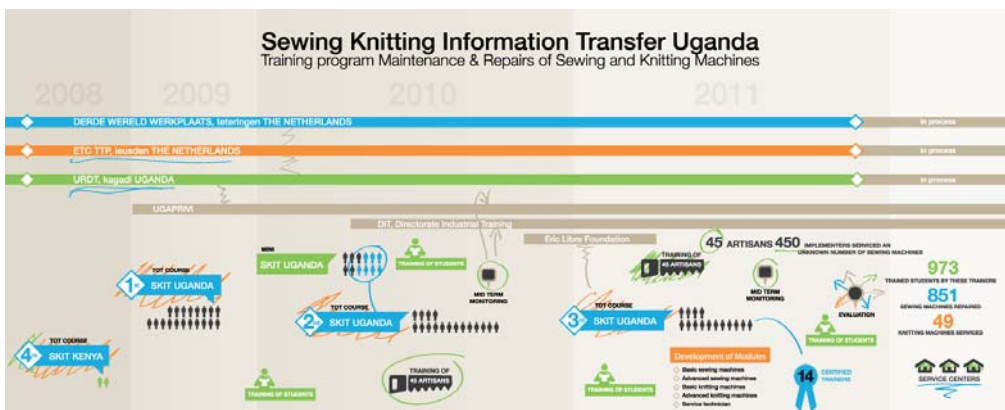 Sewing Knitting Information Transfer Uganda
Training program Maintenance & Repairs of Sewing and Knitting Machines
2008 2009 2010 2011
DERDE WERELD WERKPLAATS, teteringen THE NETHERLANDS
in process
ETC TTP, leusden THE NETHERLANDS
in process
URDT, kagadi UGANDA
in process
UGAPRIVI
DIT, Directorate Industrial Training
Eric Libre Foundation
45 ARTISANS 450 IMPLEMENTERS SERVICED AN
UNKNOWN NUMBER OF SEWING MACHINES
MINI
SKIT UGANDA
TRAINING OF STUDENTS
MID TERM
MONITORING
TRAINING OF
45 ARTISANS
MID TERM
MONITORING
EVALUATION
973
TRAINED STUDENTS BY THESE TRAINERS
851
SEWING MACHINES REPAIRED
49
KNITTING MACHINES SERVICED
TOT COURSE
1
SKIT UGANDA
TOT COURSE
2
SKIT UGANDA
TOT COURSE
3
SKIT UGANDA
TRAINING OF STUDENTS
TOT COURSE
4
SKIT KENYA
TRAINING OF STUDENTS
TRAINING OF
45 ARTISANS
TRAINING OF STUDENTS
Development of Modules
Basic sewing machines
Advanced sewing machines
Basic knitting machines
Advanced knitting machines
Service technician
14
CERTIFIED
TRAINERS
SERVICE CENTERS